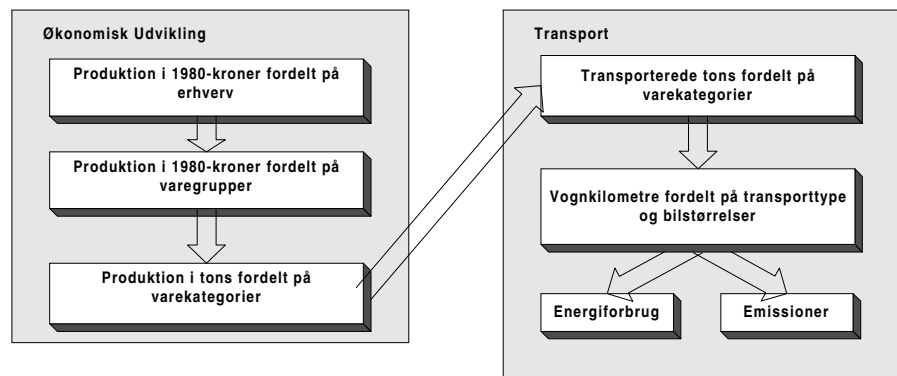 Økonomisk Udvikling
Produktion i 1980-kroner fordelt på
erhverv
Produktion i 1980-kroner fordelt på
varegrupper
Produktion i tons fordelt på
varekategorier
Transport
Transporterede tons fordelt på
varekategorier
Vognkilometre fordelt på transporttype
og bilstørrelser
Energiforbrug
Emissioner